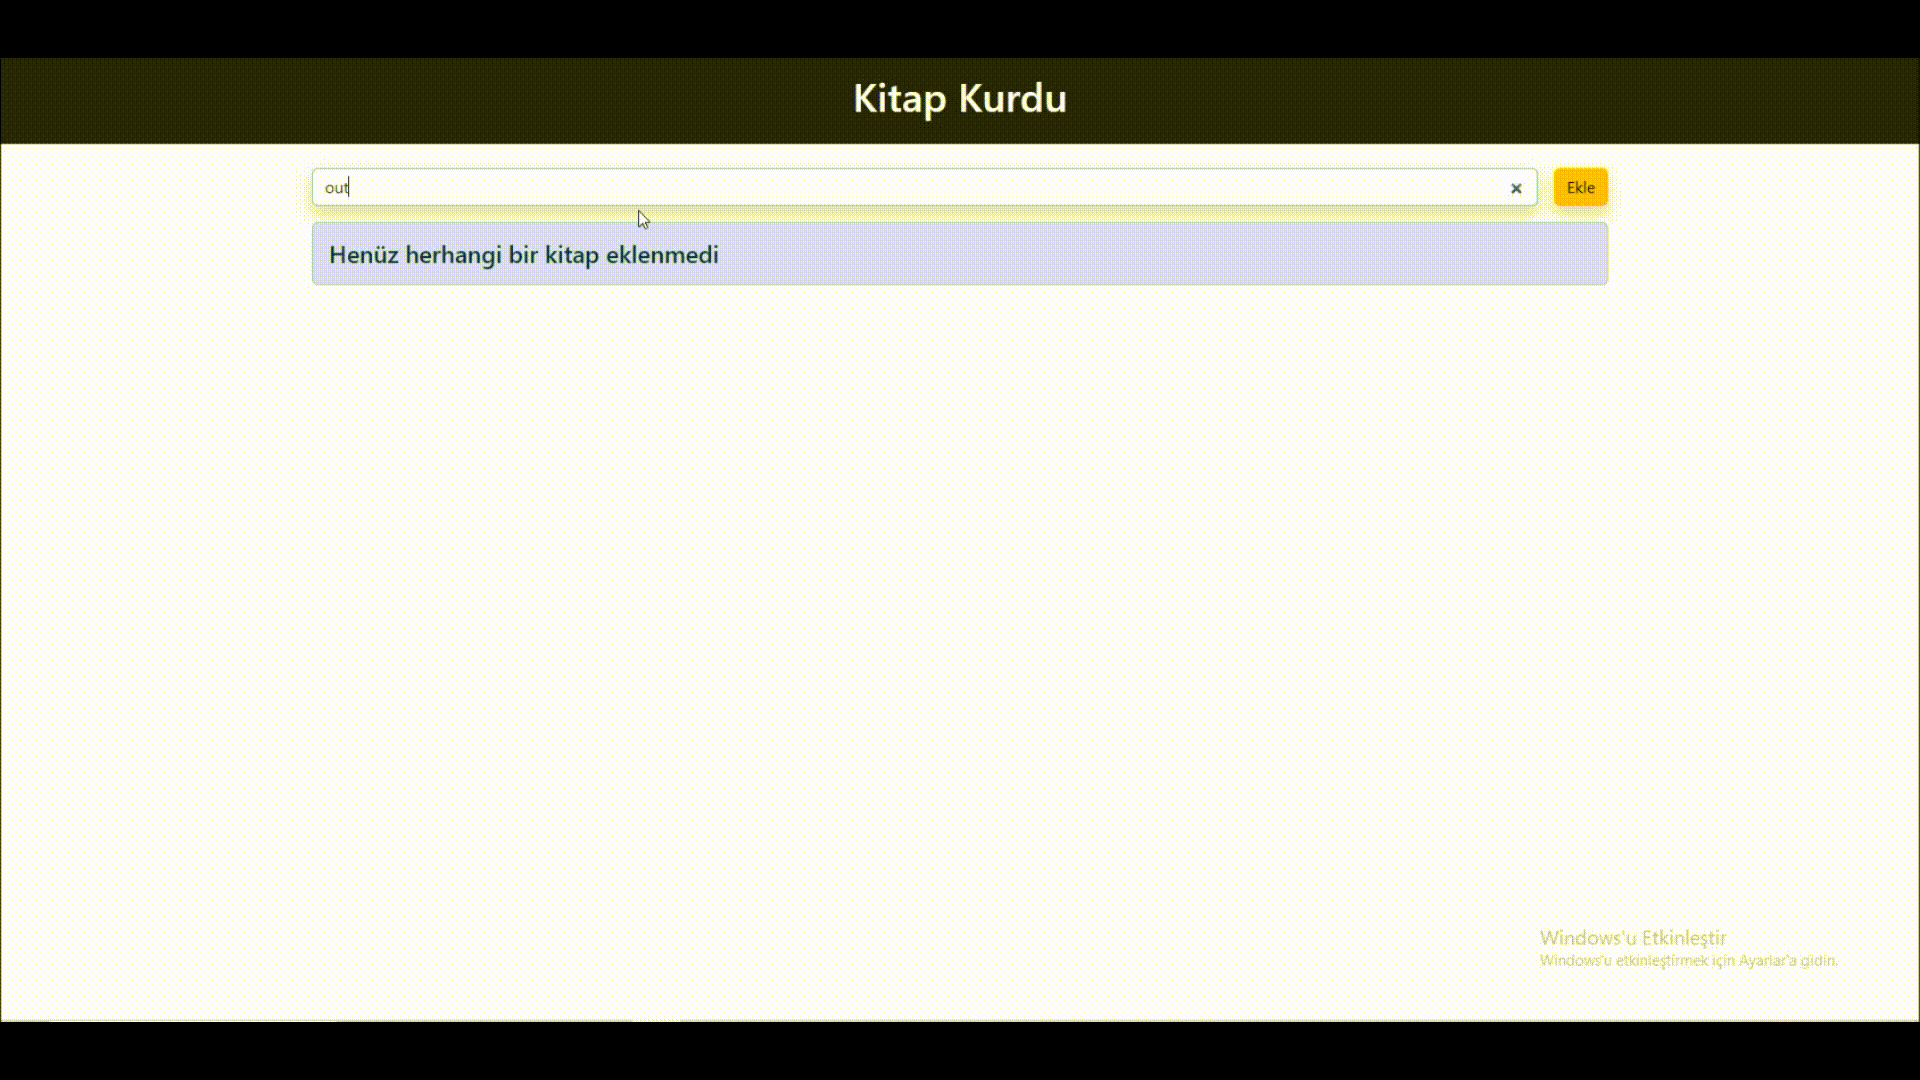 Kitap Kurdu
out
Ekle
Henüz herhangi bir kitap eklenmedi
Windows'u Etkinleştir
Windows'u etkinleştirmek için Ayarlar'a gidin.